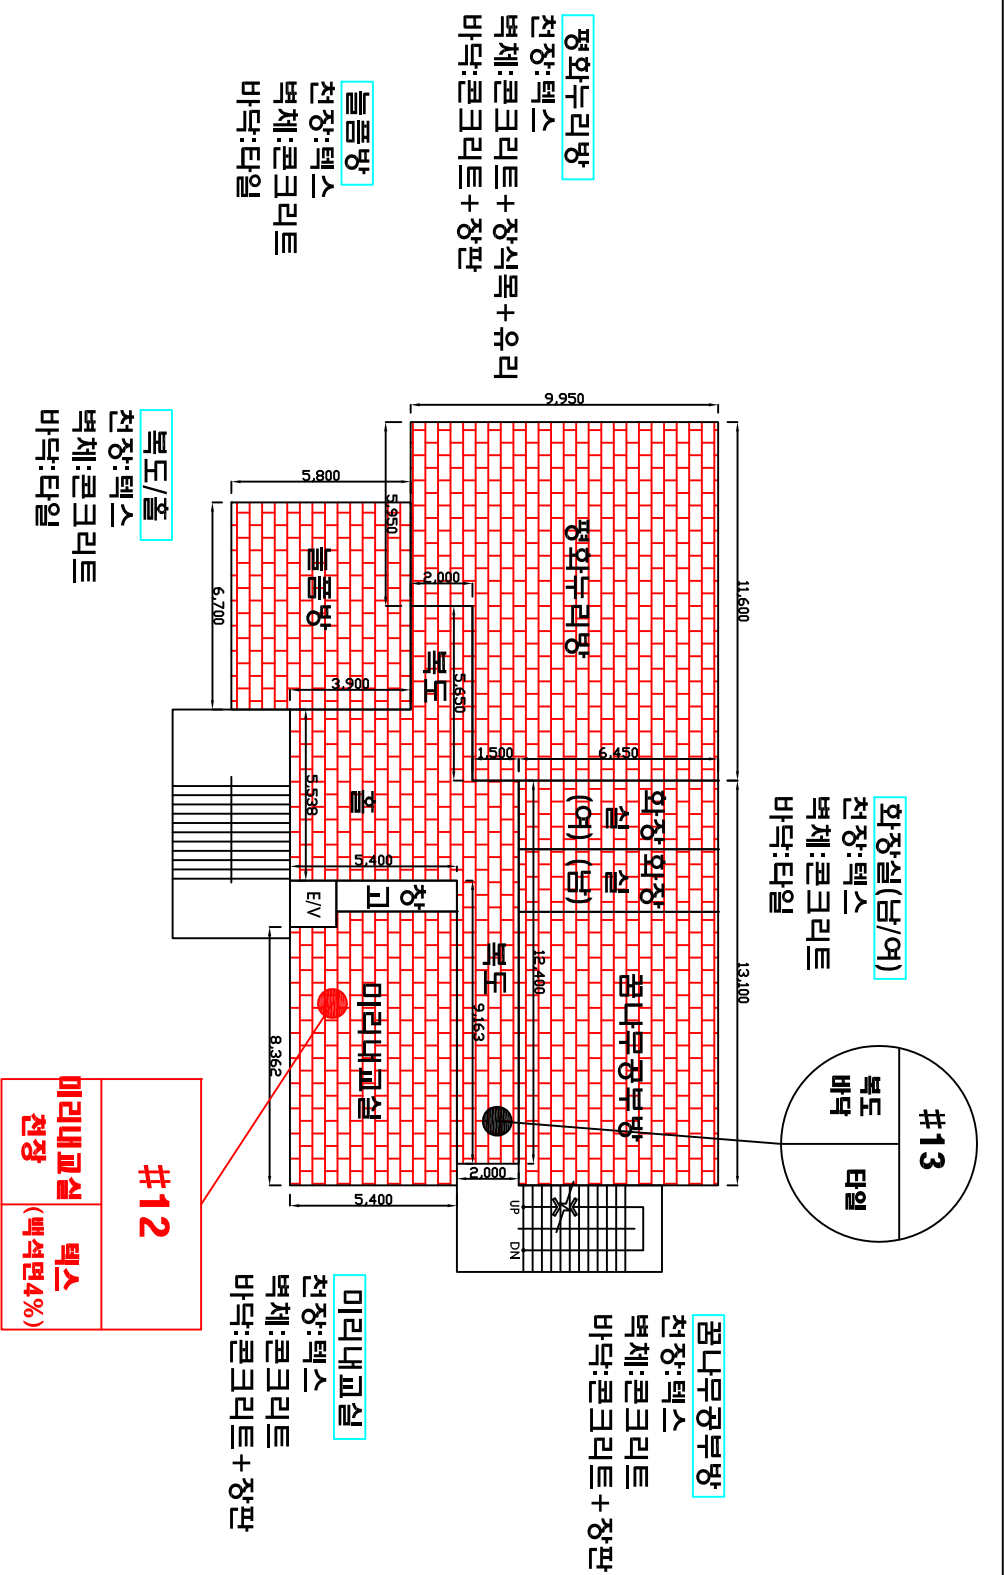 평화누리방
천장:텍스
벽체:콘크리트+장식목+유리
바닥:콘크리트+장판
늘품방
천장:텍스
벽체:콘크리트
바닥:타일
복도/홀
천장:텍스
벽체:콘크리트
바닥:타일
화장실(남/여)
천장:텍스
벽체:콘크리트
바닥:타일
#13
복도
바닥
타일
꿈나무공부방
천장:텍스
벽체:콘크리트
바닥:콘크리트+장판
미리내교실
천장:텍스
벽체:콘크리트
바닥:콘크리트+장판
#12
미리내교실
천장
텍스
(백석면4%)
11,600
13,100
9,950
평화누리방
6,450
1,500
화장
실
(여)
화장
실
(남)
꿈나무공부방
12,400
5,950
2,000
5,650
복도
복도
9,163
2,000
5,800
늘품방
6,700
3,900
5,538
홀
5,400
창
고
E/V
미리내교실
8,362
5,400
UP
DN